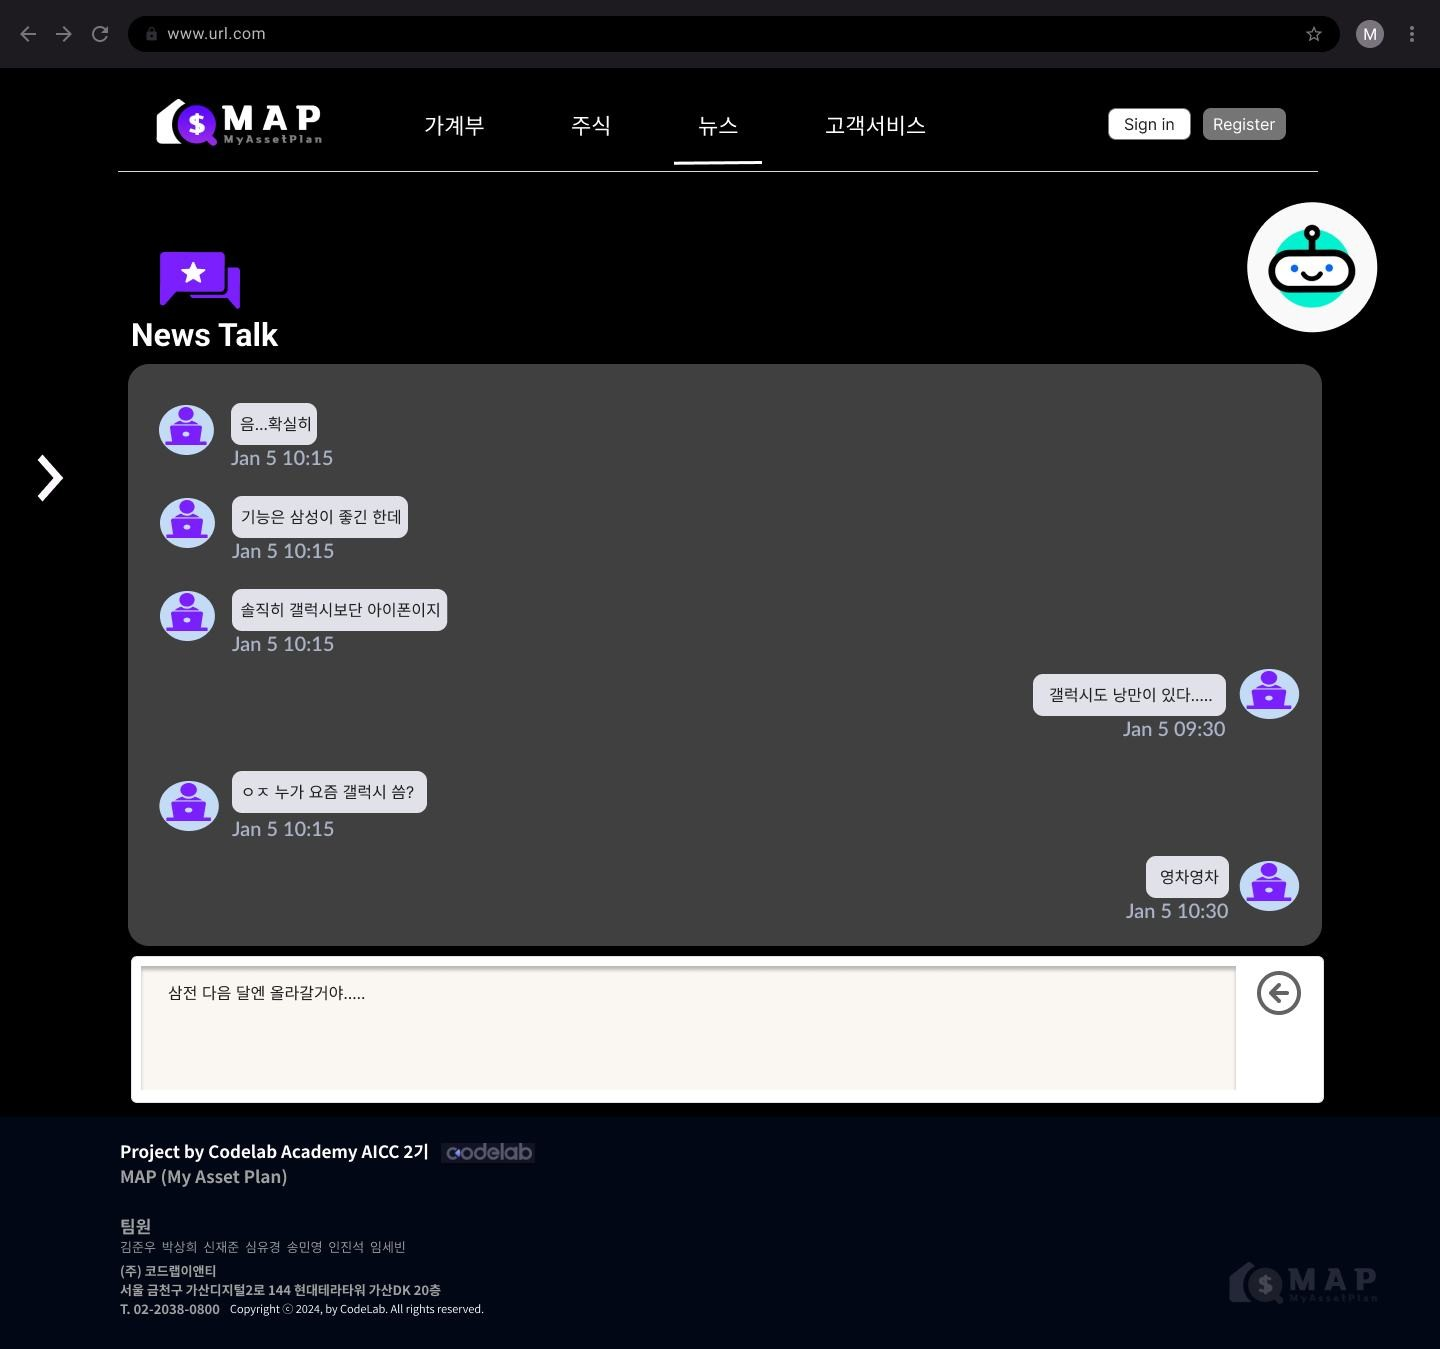 www.url.com
M
MAP
MyAssetPlan
가계부
주식
뉴스
고객서비스
Sign in
Register
News Talk
음...확실히
Jan 5 10:15
기능은 삼성이 좋긴 한데
Jan 5 10:15
솔직히 갤럭시보단 아이폰이지
Jan 5 10:15
갤럭시도 낭만이 있다.....
Jan 5 09:30
ㅇㅈ 누가 요즘 갤럭시 씀?
Jan 5 10:15
영차영차
Jan 5 10:30
삼전 다음 달엔 올라갈거야.....
Project by Codelab Academy AICC 2기 codelab
MAP (My Asset Plan)
팀원
김준우 박상희 신재준 심유경 송민영 인진석 임세빈
(주) 코드랩이앤티
서울 금천구 가산디지털2로 144 현대테라타워 가산DK 20층
T. 02-2038-0800 Copyright ⓒ 2024, by CodeLab. All rights reserved.
MAP
MyAssetPlan